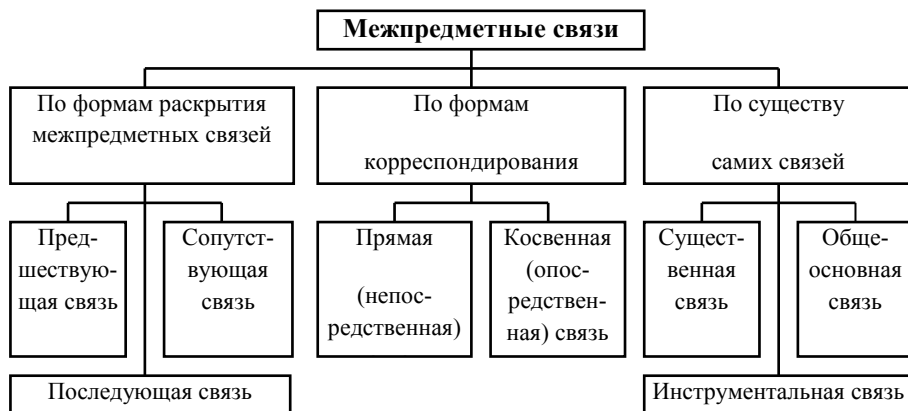 Межпредметные связи
По формам раскрытия
межпредметных связей
По формам
корреспондирования
По существу
самих связей
Пред-
шествую-
щая связь
Сопутст-
вующая
связь
Прямая
(непос-
редственная)
Косвенная
(опос-
редствен-
ная) связь
Сущест-
венная
связь
Обще-
основная
связь
Последующая связь
Инструментальная связь